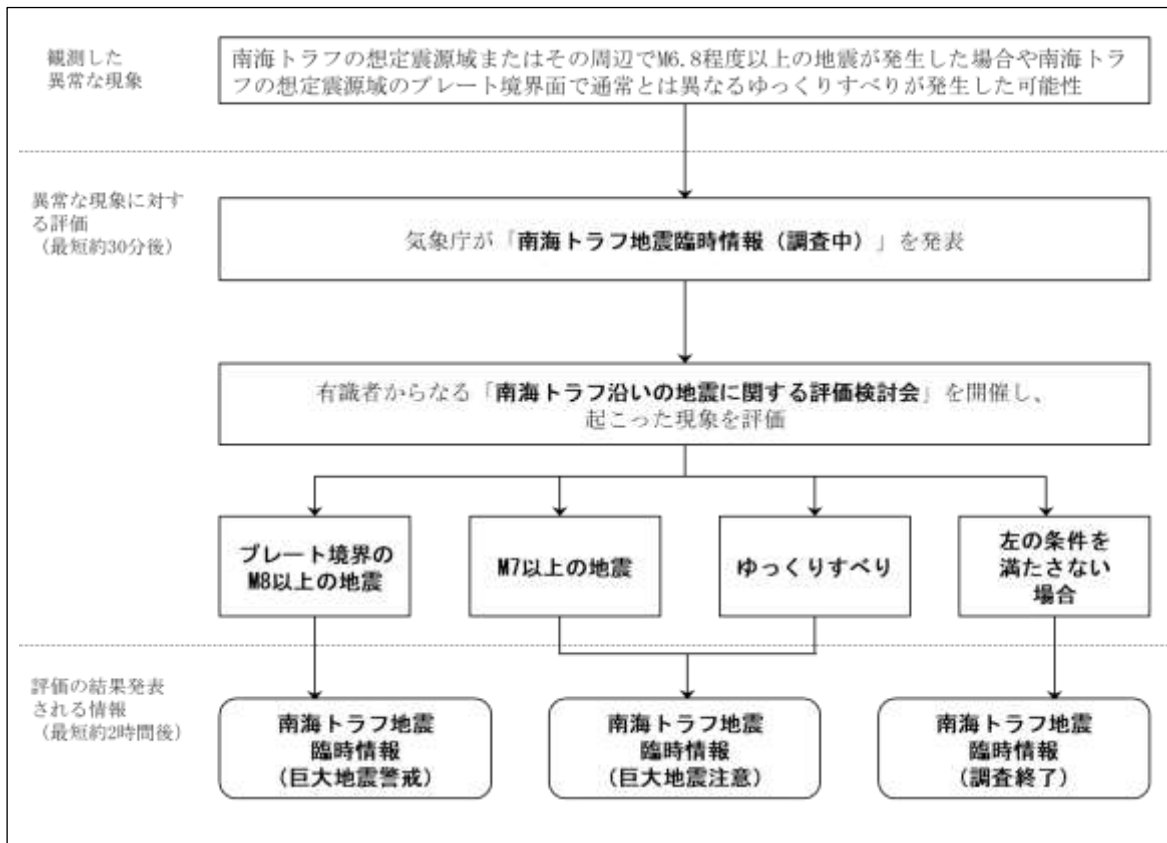 観測した
異常な現象
南海トラフの想定震源域またはその周辺でM6.8程度以上の地震が発生した場合や南海トラ
フの想定震源域のプレート境界面で通常とは異なるゆっくりすべりが発生した可能性
異常な現象に対す
る評価
（最短約30分後）
気象庁が「南海トラフ地震臨時情報（調査中）」を発表
有識者からなる「南海トラフ沿いの地震に関する評価検討会」を開催し、
起こった現象を評価
プレート境界の
M8以上の地震
M7以上の地震
ゆっくりすべり
左の条件を
満たさない
場合
評価の結果発表
される情報
（最短約2時間後）
南海トラフ地震
臨時情報
（巨大地震警戒）
南海トラフ地震
臨時情報
（巨大地震注意）
南海トラフ地震
臨時情報
（調査終了）